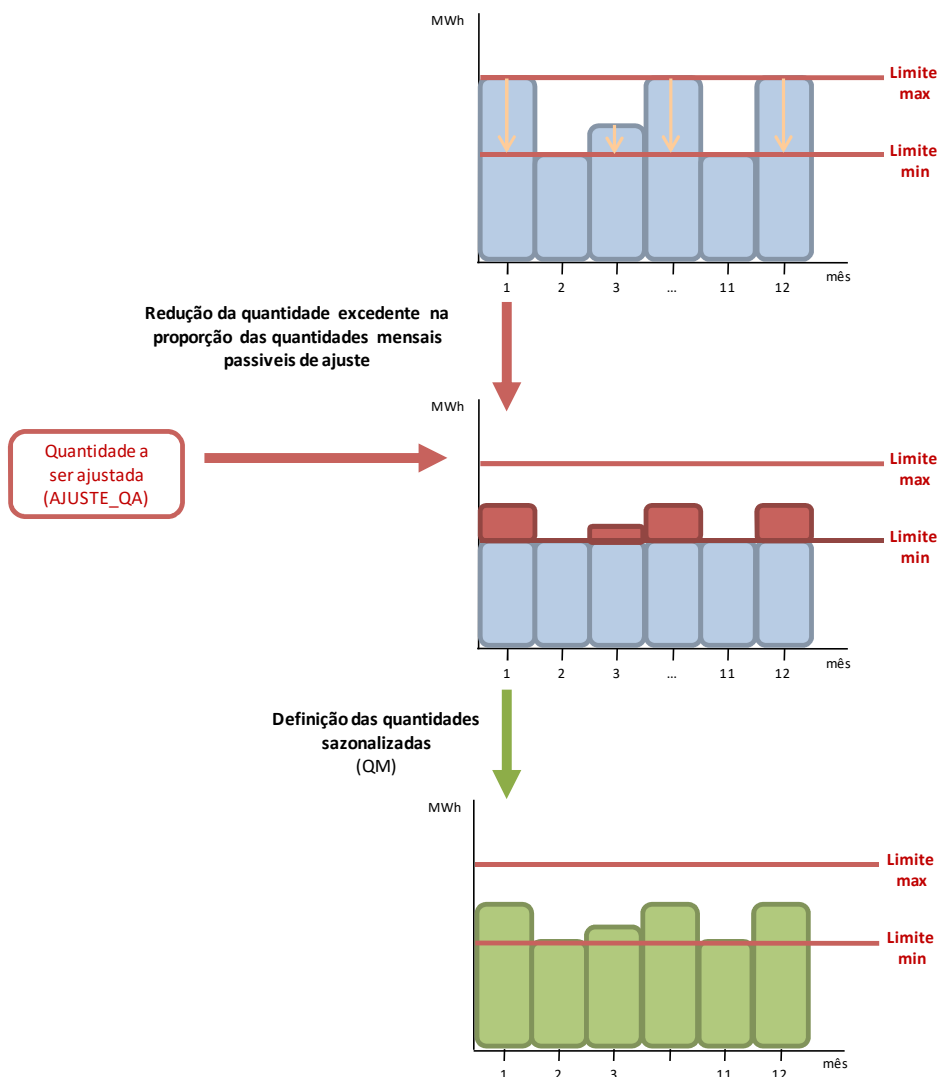 MWh
Limite
max
Limite
min
mês
1 2 3 ... 11 12
Redução da quantidade excedente na
proporção das quantidades mensais
passiveis de ajuste
MWh
Quantidade a
ser ajustada
(AJUSTE_QA)
Limite
max
Limite
min
mês
1 2 3 ... 11 12
Definição das quantidades
sazonalizadas
(QM)
MWh
Limite
max
Limite
min
mês
1 2 3 11 12